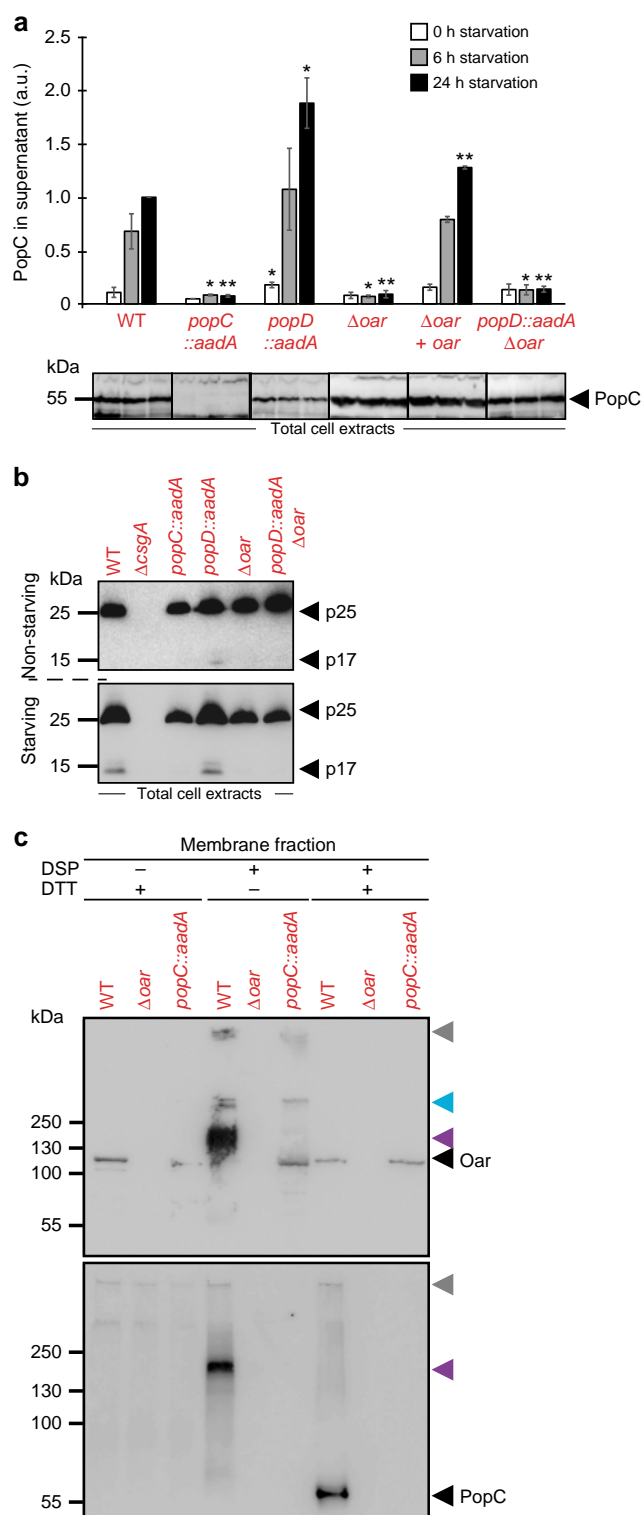 a
0 h starvation
6 h starvation
24 h starvation
PopC in supernatant (a.u.)
2.5
2.0
1.5
1.0
0.5
0
* ** * * * ** ** * **
WT popC ::aadA popD ::aadA Δoar Δoar + oar popD::aadA Δoar
kDa
55
PopC
Total cell extracts
b
WT ΔcsgA popC::aadA popD::aadA Δoar popD::aadA Δoar
kDa
Non-starving
25
15
p25
p17
Starving
25
15
p25
p17
Total cell extracts
c
Membrane fraction
DSP – + +
DTT + – +
WT Δoar popC::aadA WT Δoar popC::aadA WT Δoar popC::aadA
kDa
250
130
100
55
Oar
250
130
100
55
PopC